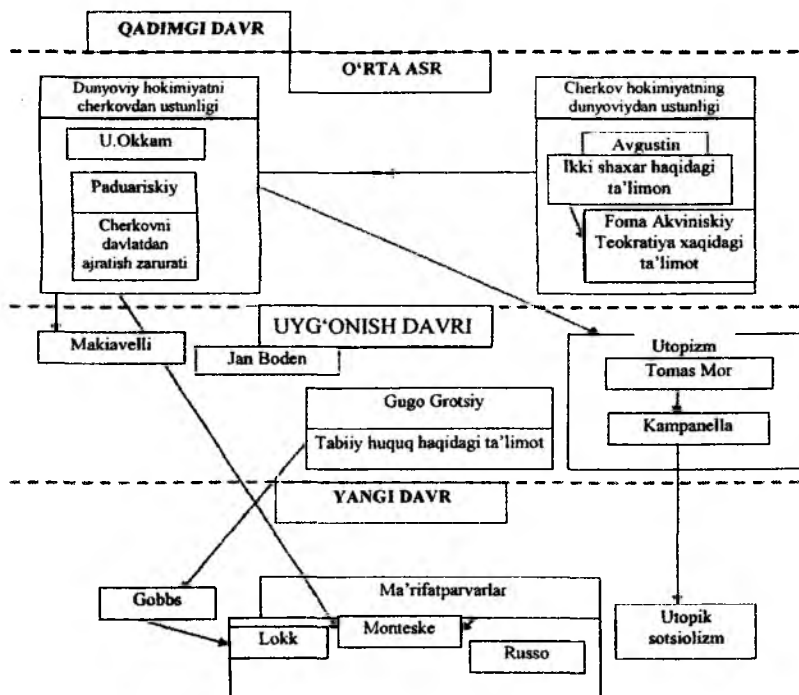 QADIMGI DAVR
O‘RTA ASR
Dunyoviy hokimiyatni
cherkovdan ustunligi
U.Okkam
Paduariskiy
Cherkovni
davlatdan
ajratish zarurati
Cherkov hokimiyatning
dunyoviydan ustunligi
Avgustin
Ikki shaxar haqidagi
ta’limon
Foma Akviniskiy
Teokratiya xaqidagi
ta’limot
UYG‘ONISH DAVRI
Makiavelli
Jan Boden
Utopizm
Tomas Mor
Kampanella
Gugo Grotsiy
Tabiiy huquq haqidagi ta’limot
YANGI DAVR
Gobbs
Ma’rifatparvarlar
Lokk
Monteske
Russo
Utopik
sotsiolizm